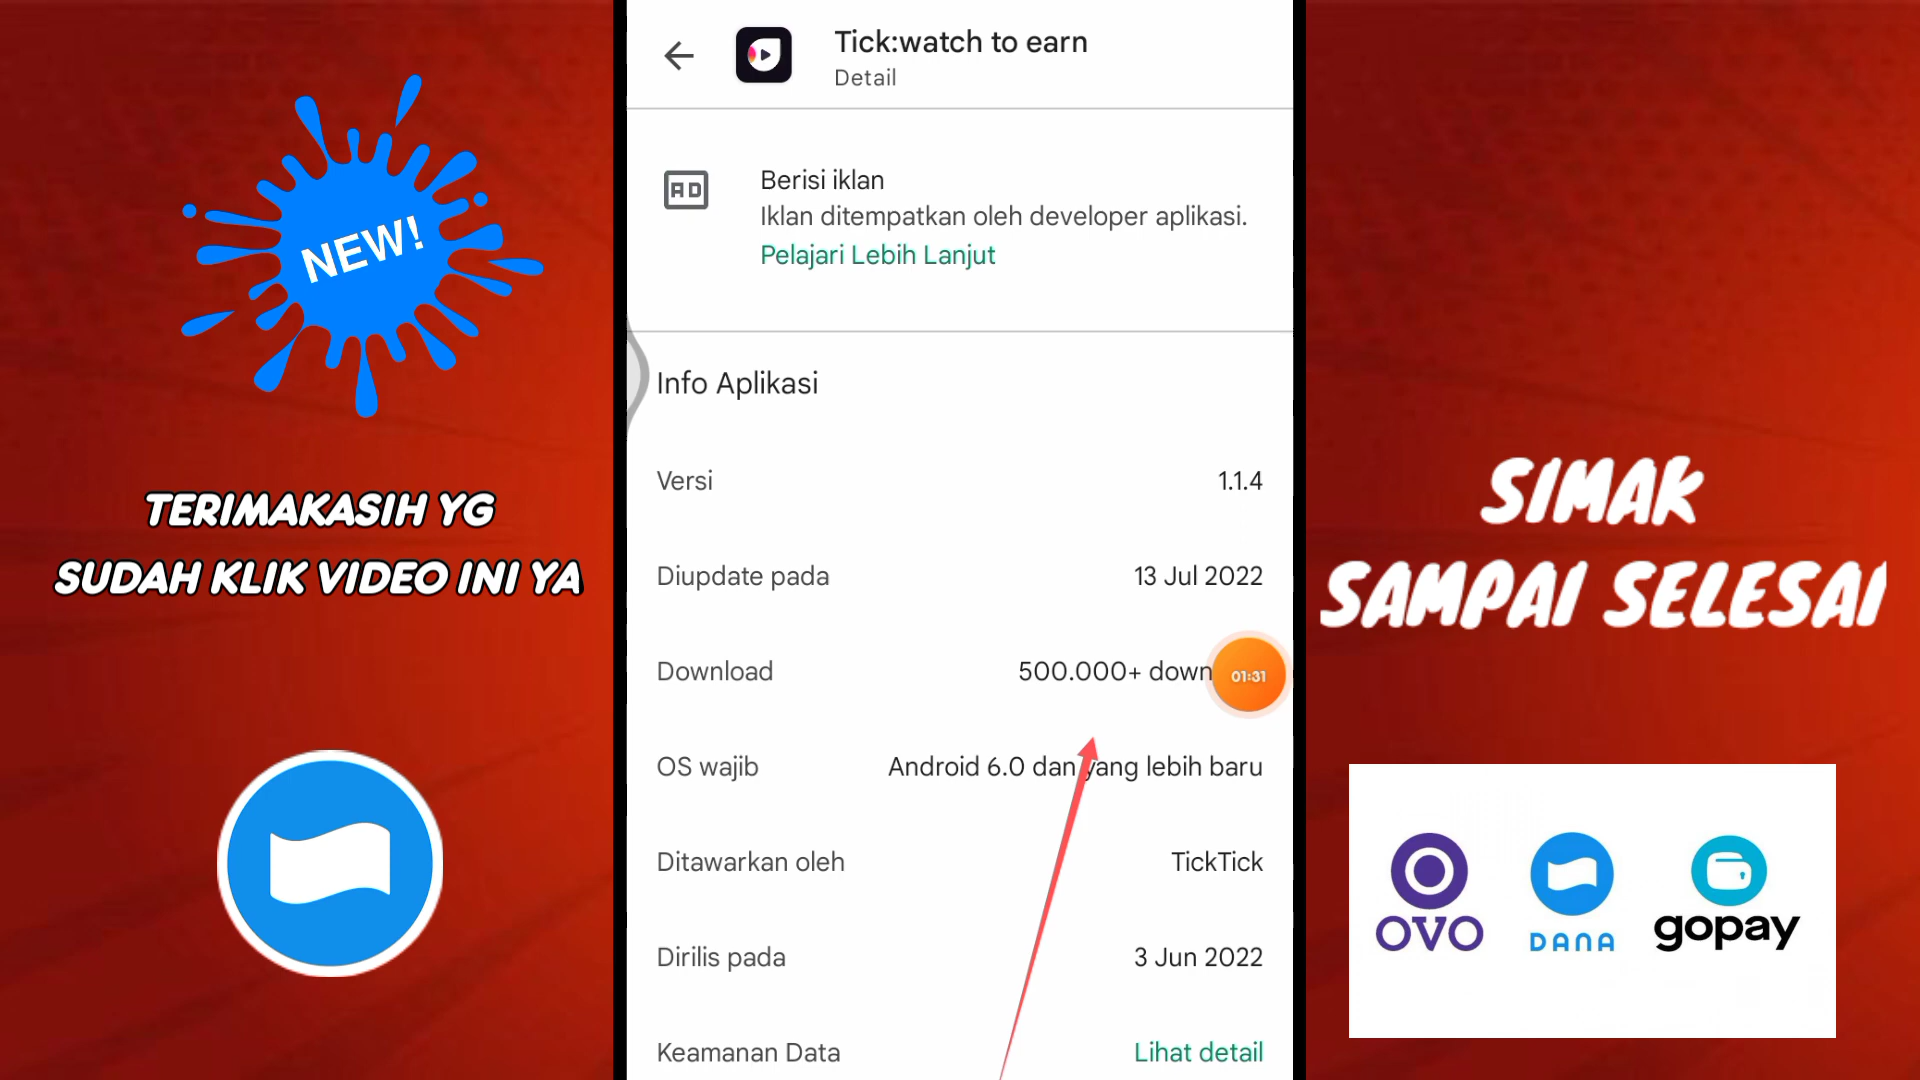 NEW!
TERIMAKASIH YG
SUDAH KLIK VIDEO INI YA
Tick:watch to earn
Detail
AD
Berisi iklan
Iklan ditempatkan oleh developer aplikasi.
Pelajari Lebih Lanjut
Info Aplikasi
Versi 1.1.4
Diupdate pada 13 Jul 2022
Download 500.000+ down
01:31
OS wajib Android 6.0 dan yang lebih baru
Ditawarkan oleh TickTick
Dirilis pada 3 Jun 2022
Keamanan Data Lihat detail
SIMAK
SAMPAI SELESAI
OVO DANA gopay